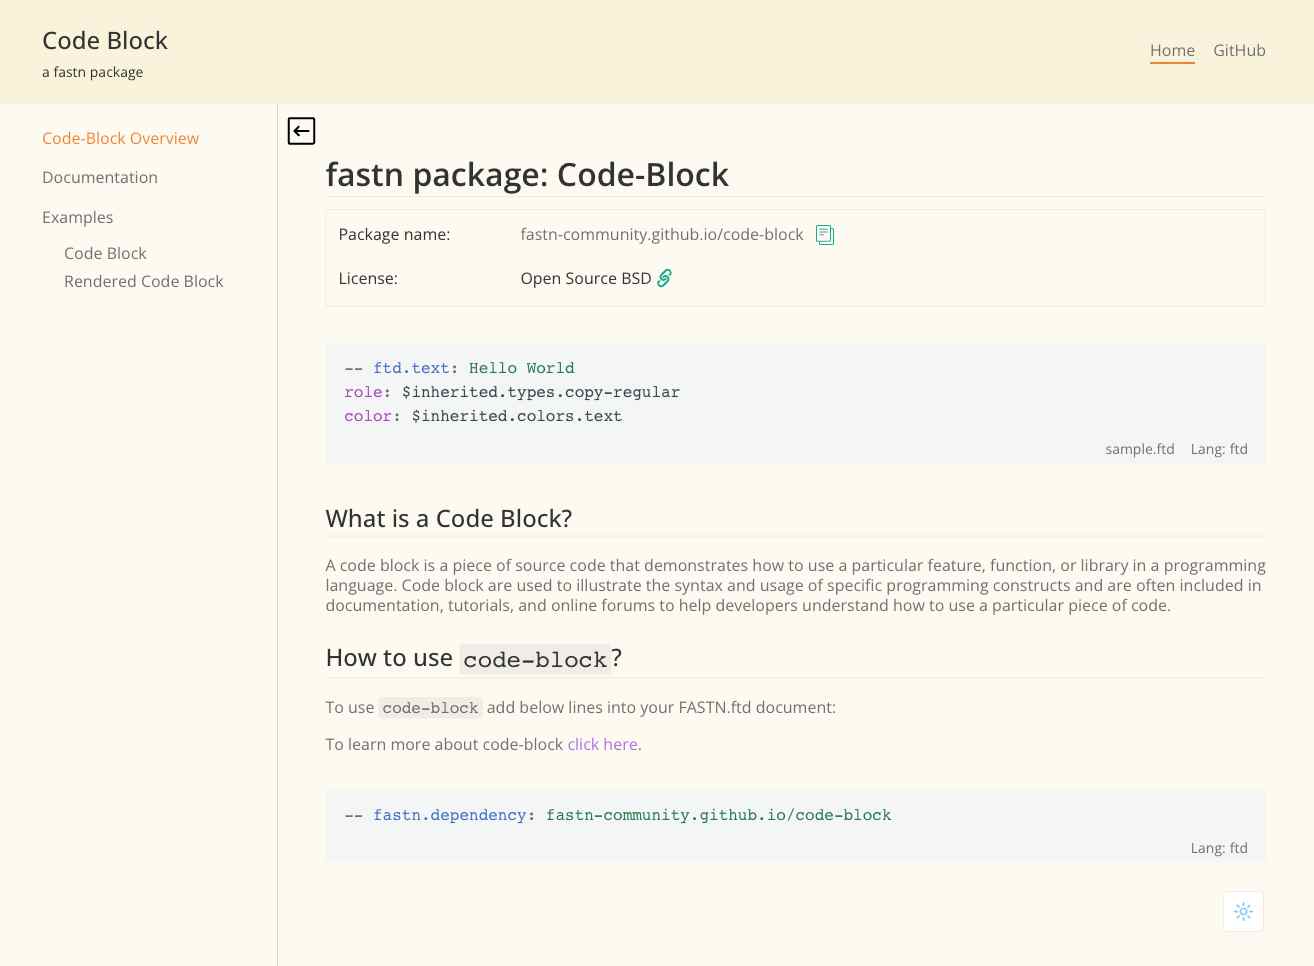 Code Block
a fastn package
Home GitHub
Code-Block Overview
Documentation
Examples
Code Block
Rendered Code Block
fastn package: Code-Block
Package name: fastn-community.github.io/code-block
License: Open Source BSD
-- ftd.text: Hello World
role: $inherited.types.copy-regular
color: $inherited.colors.text
sample.ftd Lang: ftd
What is a Code Block?
A code block is a piece of source code that demonstrates how to use a particular feature, function, or library in a programming
language. Code block are used to illustrate the syntax and usage of specific programming constructs and are often included in
documentation, tutorials, and online forums to help developers understand how to use a particular piece of code.
How to use code-block?
To use code-block add below lines into your FASTN.ftd document:
To learn more about code-block click here.
-- fastn.dependency: fastn-community.github.io/code-block
Lang: ftd